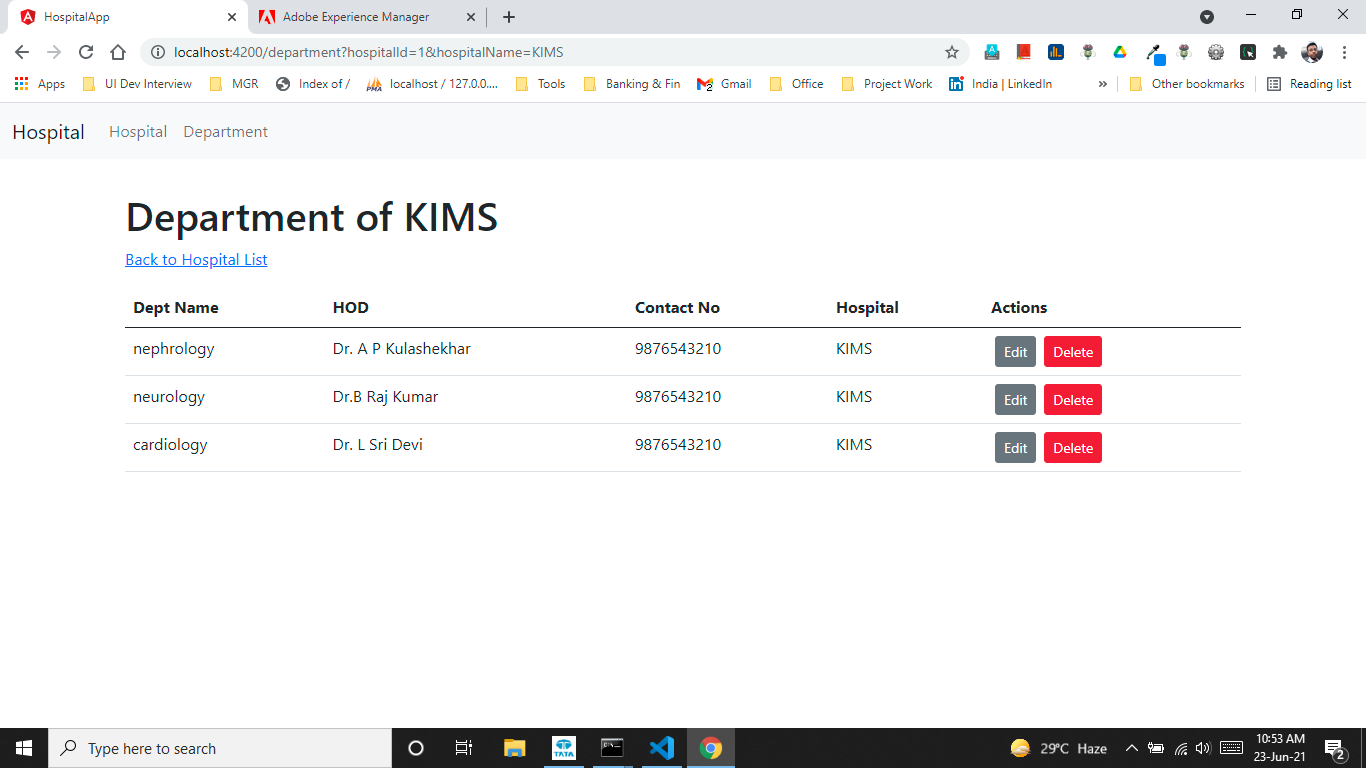 HospitalApp
Adobe Experience Manager
localhost:4200/department?hospitalId=1&hospitalName=KIMS
Apps UI Dev Interview MGR Index of / localhost / 127.0.0.... Tools Banking & Fin Gmail Office Project Work India | LinkedIn » Other bookmarks Reading list
Hospital Hospital Department
Department of KIMS
Back to Hospital List
Dept Name HOD Contact No Hospital Actions
nephrology Dr. A P Kulashekhar 9876543210 KIMS Edit Delete
neurology Dr.B Raj Kumar 9876543210 KIMS Edit Delete
cardiology Dr. L Sri Devi 9876543210 KIMS Edit Delete
Type here to search
TATA
29°C Haze
10:53 AM
23-Jun-21
2